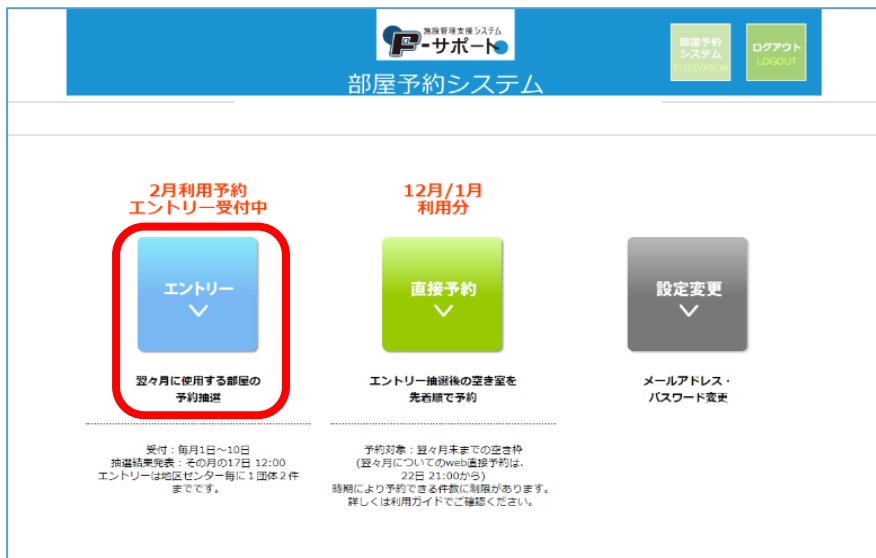 施設管理支援システム
F-サポート
部屋予約システム
部屋予約
システム
RESERVATION
ログアウト
LOGOUT
2月利用予約
エントリー受付中
12月/1月
利用分
エントリー
直接予約
設定変更
翌々月に使用する部屋の
予約抽選
エントリー抽選後の空き室を
先着順で予約
メールアドレス・
パスワード変更
受付：毎月1日～10日
抽選結果発表：その月の17日 12:00
エントリーは地区センター毎に１団体２件
までです。
予約対象：翌々月末までの空き枠
(翌々月についてのweb直接予約は、
22日 21:00から)
時期により予約できる件数に制限があります。
詳しくは利用ガイドでご確認ください。